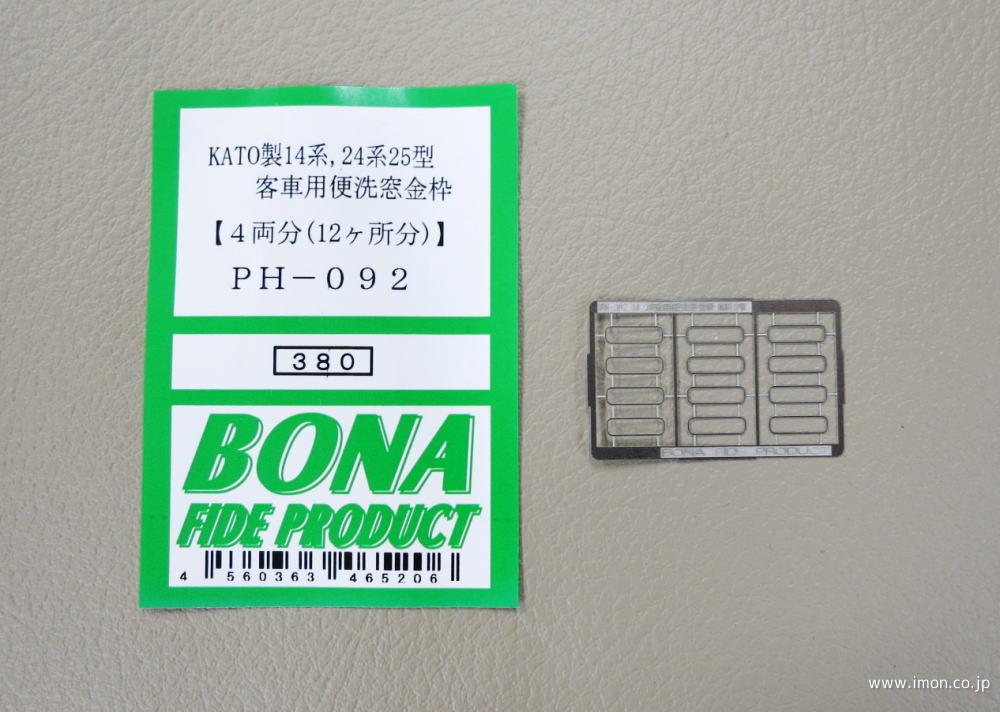 KATO製14系,24系25型
客車用便洗窓金枠
【4両分(12ヶ所分)】
PH-092
380
BONA
FIDE PRODUCT
4 560363 465206
BONA FIDE PRODUCT
www.imon.co.jp